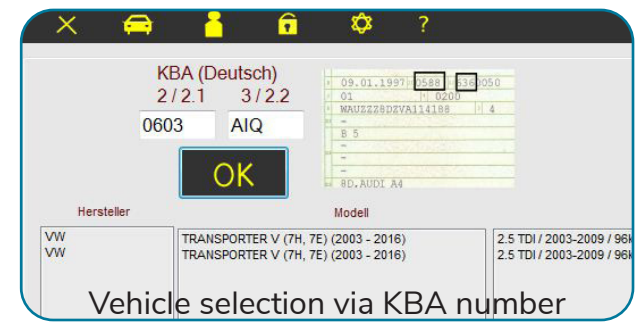 ?
KBA (Deutsch)
2 / 2.1 3 / 2.2
0603 AIQ
OK
09.01.1997 0588 6360050
01 0200
WAUZZZ8DZVA114188 4
B 5
8D.AUDI A4
Hersteller Modell
VW TRANSPORTER V (7H, 7E) (2003 - 2016) 2.5 TDI / 2003-2009 / 96k
VW TRANSPORTER V (7H, 7E) (2003 - 2016) 2.5 TDI / 2003-2009 / 96k
Vehicle selection via KBA number